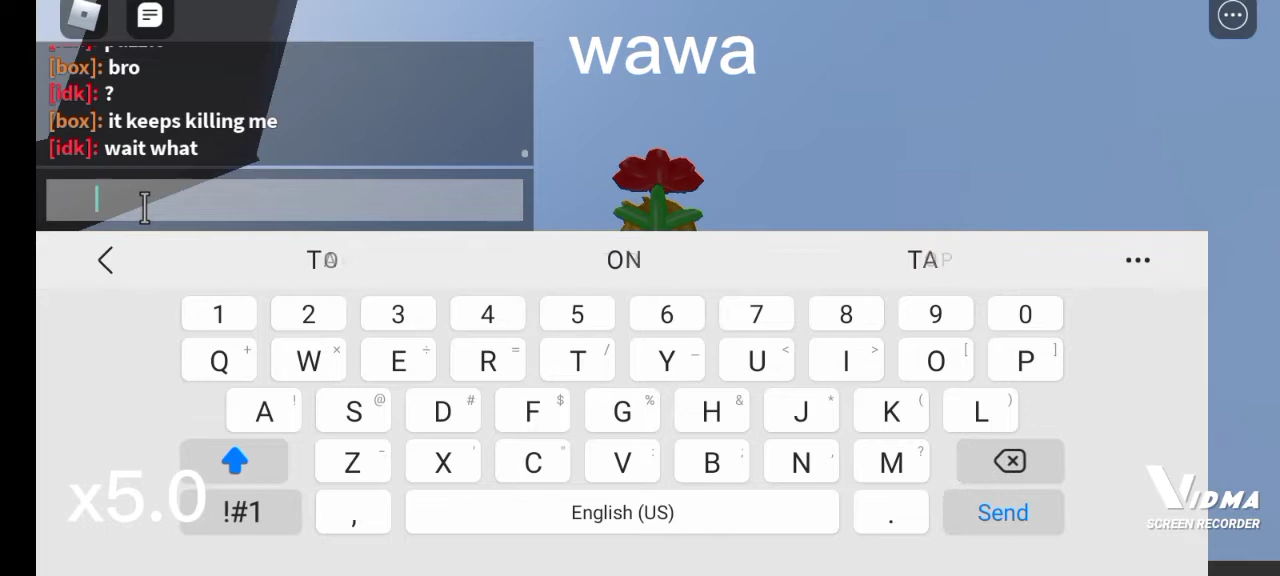 wawa
[box]: bro
[idk]: ?
[box]: it keeps killing me
[idk]: wait what
TO ON TA
1 2 3 4 5 6 7 8 9 0
Q + W × E ÷ R = T / Y _ U < I > O [ P ]
A ! S @ D # F $ G % H & J * K ( L )
Z - X ' C " V : B ; N , M ?
x5.0
!#1 , English (US) . Send
VIDMA
SCREEN RECORDER